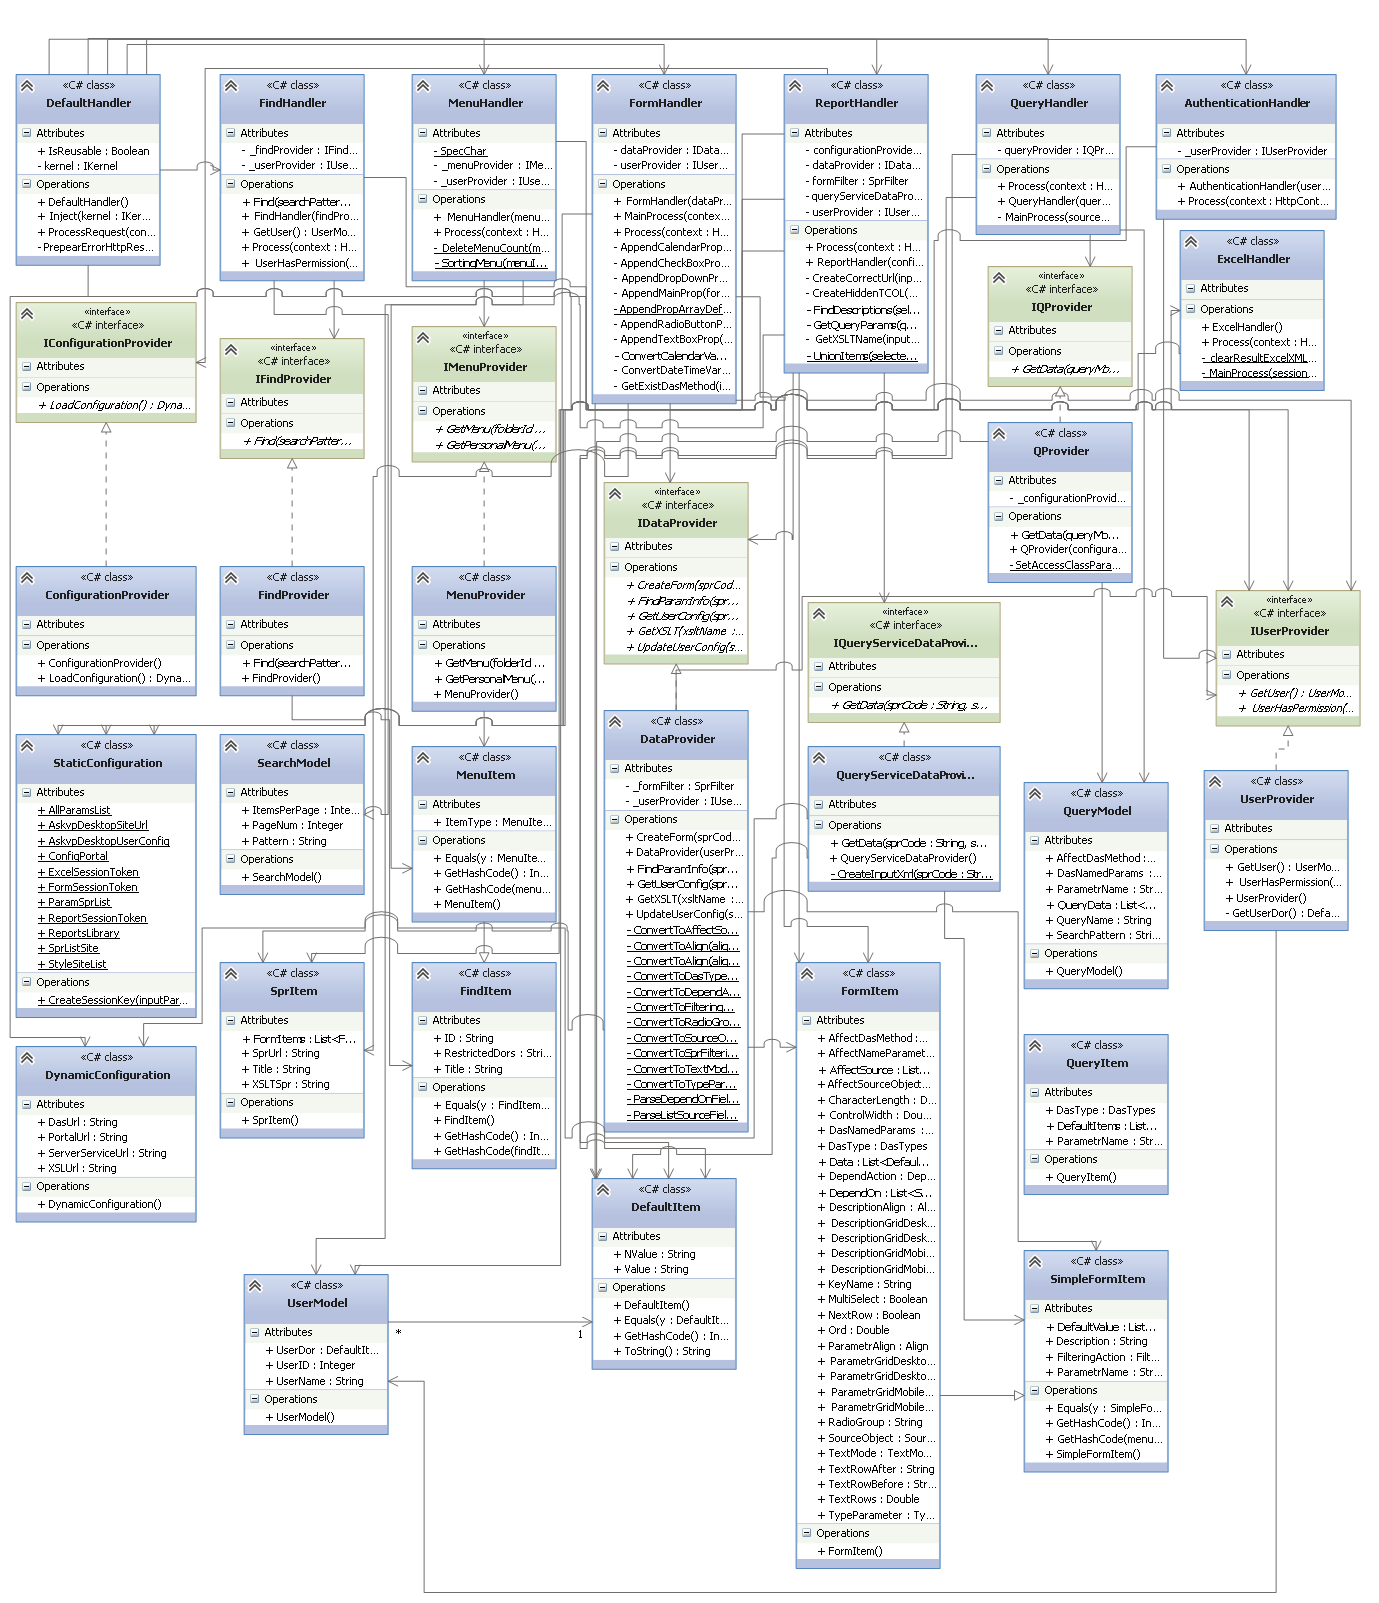 «C# class»
DefaultHandler
Attributes
+ IsReusable : Boolean
- kernel : IKernel
Operations
+ DefaultHandler()
+ Inject(kernel : IKer...
+ ProcessRequest(con...
- PrepearErrorHttpRes...
«C# class»
FindHandler
Attributes
- _findProvider : IFind...
- _userProvider : IUse...
Operations
+ Find(searchPatter...
+ FindHandler(findPro...
+ GetUser() : UserMo...
+ Process(context : H...
+ UserHasPermission(...
«C# class»
MenuHandler
Attributes
- SpecChar
- _menuProvider : IMe...
- _userProvider : IUse...
Operations
+ MenuHandler(menu...
+ Process(context : H...
- DeleteMenuCount(m...
- SortingMenu(menuI...
«C# class»
FormHandler
Attributes
- dataProvider : IData...
- userProvider : IUser...
Operations
+ FormHandler(dataPr...
+ MainProcess(contex...
+ Process(context : H...
- AppendCalendarProp...
- AppendCheckBoxPro...
- AppendDropDownPr...
- AppendMainProp(for...
- AppendPropArrayDef...
- AppendRadioButtonP...
- AppendTextBoxProp(...
- ConvertCalendarVa...
- ConvertDateTimeVar...
- GetExistDasMethod(i...
«C# class»
ReportHandler
Attributes
- configurationProvide...
- dataProvider : IData...
- formFilter : SprFilter
- queryServiceDataProv...
- userProvider : IUser...
Operations
+ Process(context : H...
+ ReportHandler(confi...
- CreateCorrectUrl(inp...
- CreateHiddenTCOL(...
- FindDescriptions(sel...
- GetQueryParams(q...
- GetXSLTName(input...
- UnionItems(selecte...
«C# class»
QueryHandler
Attributes
- queryProvider : IQPr...
Operations
+ Process(context : H...
+ QueryHandler(quer...
- MainProcess(source...
«C# class»
AuthenticationHandler
Attributes
- _userProvider : IUserProvider
Operations
+ AuthenticationHandler(user...
+ Process(context : HttpCont...
«C# class»
ExcelHandler
Attributes
Operations
+ ExcelHandler()
+ Process(context : H...
- clearResultExcelXML...
- MainProcess(session...
«interface»
«C# interface»
IConfigurationProvider
Attributes
Operations
+ LoadConfiguration() : Dyna...
«interface»
«C# interface»
IFindProvider
Attributes
Operations
+ Find(searchPatter...
«interface»
«C# interface»
IMenuProvider
Attributes
Operations
+ GetMenu(folderId ...
+ GetPersonalMenu(...
«interface»
«C# interface»
IQProvider
Attributes
Operations
+ GetData(queryMo...
«C# class»
QProvider
Attributes
- _configurationProvid...
Operations
+ GetData(queryMo...
+ QProvider(configura...
- SetAccessClassPara...
«interface»
«C# interface»
IDataProvider
Attributes
Operations
+ CreateForm(sprCod...
+ FindParamInfo(spr...
+ GetUserConfig(spr...
+ GetXSLT(xsltName :...
+ UpdateUserConfig(s...
«C# class»
ConfigurationProvider
Attributes
Operations
+ ConfigurationProvider()
+ LoadConfiguration() : Dyna...
«C# class»
FindProvider
Attributes
Operations
+ Find(searchPatter...
+ FindProvider()
«C# class»
MenuProvider
Attributes
Operations
+ GetMenu(folderId ...
+ GetPersonalMenu(...
+ MenuProvider()
«interface»
«C# interface»
IQueryServiceDataProvi...
Attributes
Operations
+ GetData(sprCode : String, s...
«interface»
«C# interface»
IUserProvider
Attributes
Operations
+ GetUser() : UserMo...
+ UserHasPermission(...
«C# class»
StaticConfiguration
Attributes
+ AllParamsList
+ AskvpDesktopSiteUrl
+ AskvpDesktopUserConfig
+ ConfigPortal
+ ExcelSessionToken
+ FormSessionToken
+ ParamSprList
+ ReportSessionToken
+ ReportsLibrary
+ SprListSite
+ StyleSiteList
Operations
+ CreateSessionKey(inputPar...
«C# class»
SearchModel
Attributes
+ ItemsPerPage : Inte...
+ PageNum : Integer
+ Pattern : String
Operations
+ SearchModel()
«C# class»
MenuItem
Attributes
+ ItemType : MenuIte...
Operations
+ Equals(y : MenuIte...
+ GetHashCode() : In...
+ GetHashCode(menu...
+ MenuItem()
«C# class»
DataProvider
Attributes
- _formFilter : SprFilter
- _userProvider : IUse...
Operations
+ CreateForm(sprCod...
+ DataProvider(userPr...
+ FindParamInfo(spr...
+ GetUserConfig(spr...
+ GetXSLT(xsltName :...
+ UpdateUserConfig(s...
- ConvertToAffectSo...
- ConvertToAlign(aliq...
- ConvertToAlign(aliq...
- ConvertToDasType...
- ConvertToDependA...
- ConvertToFiltering...
- ConvertToRadioGro...
- ConvertToSourceO...
- ConvertToSprFilteri...
- ConvertToTextMod...
- ConvertToTypePar...
- ParseDependOnFiel...
- ParseListSourceFiel...
«C# class»
QueryServiceDataProvi...
Attributes
Operations
+ GetData(sprCode : String, s...
+ QueryServiceDataProvider()
- CreateInputXml(sprCode : Str...
«C# class»
QueryModel
Attributes
+ AffectDasMethod :...
+ DasNamedParams :...
+ ParametrName : Stri...
+ QueryData : List<...
+ QueryName : String
+ SearchPattern : Stri...
Operations
+ QueryModel()
«C# class»
UserProvider
Attributes
Operations
+ GetUser() : UserMo...
+ UserHasPermission(...
+ UserProvider()
- GetUserDor() : Defa...
«C# class»
DynamicConfiguration
Attributes
+ DasUrl : String
+ PortalUrl : String
+ ServerServiceUrl : String
+ XSLUrl : String
Operations
+ DynamicConfiguration()
«C# class»
SprItem
Attributes
+ FormItems : List<F...
+ SprUrl : String
+ Title : String
+ XSLTSpr : String
Operations
+ SprItem()
«C# class»
FindItem
Attributes
+ ID : String
+ RestrictedDors : Stri...
+ Title : String
Operations
+ Equals(y : FindItem...
+ FindItem()
+ GetHashCode() : In...
+ GetHashCode(findIt...
«C# class»
FormItem
Attributes
+ AffectDasMethod :...
+ AffectNameParamet...
+ AffectSource : List...
+ AffectSourceObject...
+ CharacterLength : D...
+ ControlWidth : Dou...
+ DasNamedParams :...
+ DasType : DasTypes
+ Data : List<Defaul...
+ DependAction : Dep...
+ DependOn : List<S...
+ DescriptionAlign : Al...
+ DescriptionGridDesk...
+ DescriptionGridDesk...
+ DescriptionGridMobi...
+ DescriptionGridMobi...
+ KeyName : String
+ MultiSelect : Boolean
+ NextRow : Boolean
+ Ord : Double
+ ParametrAlign : Align
+ ParametrGridDeskto...
+ ParametrGridDeskto...
+ ParametrGridMobile...
+ ParametrGridMobile...
+ RadioGroup : String
+ SourceObject : Sour...
+ TextMode : TextMo...
+ TextRowAfter : String
+ TextRowBefore : Str...
+ TextRows : Double
+ TypeParameter : Ty...
Operations
+ FormItem()
«C# class»
QueryItem
Attributes
+ DasType : DasTypes
+ DefaultItems : List...
+ ParametrName : Str...
Operations
+ QueryItem()
«C# class»
DefaultItem
Attributes
+ NValue : String
+ Value : String
Operations
+ DefaultItem()
+ Equals(y : DefaultIt...
+ GetHashCode() : In...
+ ToString() : String
«C# class»
UserModel
Attributes
+ UserDor : DefaultIt...
+ UserID : Integer
+ UserName : String
Operations
+ UserModel()
*
1
«C# class»
SimpleFormItem
Attributes
+ DefaultValue : List...
+ Description : String
+ FilteringAction : Filt...
+ ParametrName : Str...
Operations
+ Equals(y : SimpleFo...
+ GetHashCode() : In...
+ GetHashCode(menu...
+ SimpleFormItem()